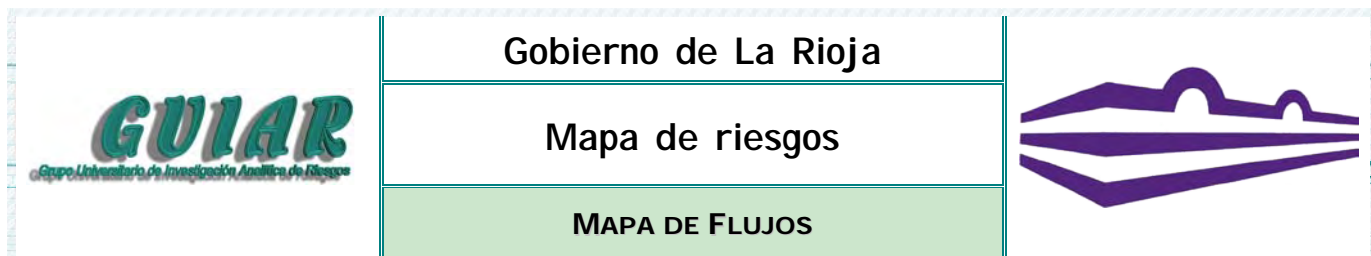 GUIAR
Grupo Universitario de Investigación Analítica de Riesgos
Gobierno de La Rioja
Mapa de riesgos
MAPA DE FLUJOS